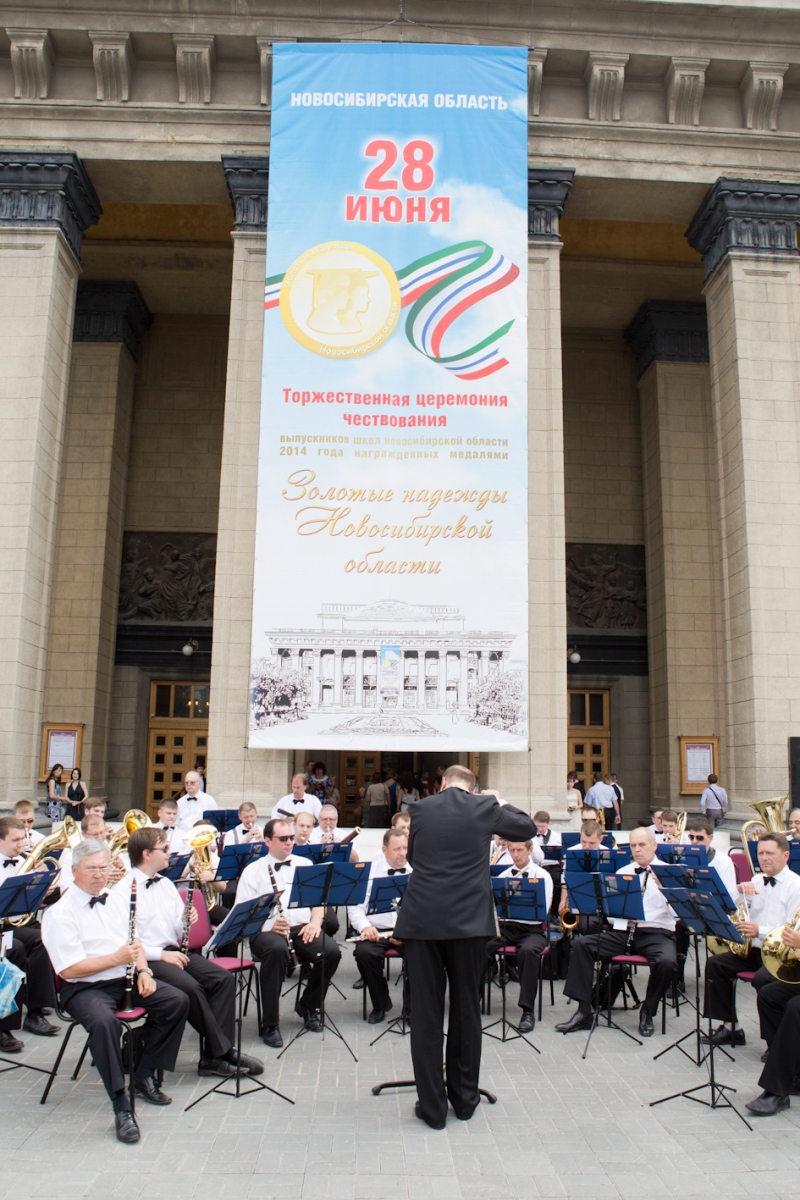 НОВОСИБИРСКАЯ ОБЛАСТЬ
28
ИЮНЯ
Новосибирск
Торжественная церемония
чествования
выпускников школ Новосибирской области
2014 года награжденных медалями
Золотые надежды
Новосибирской
области